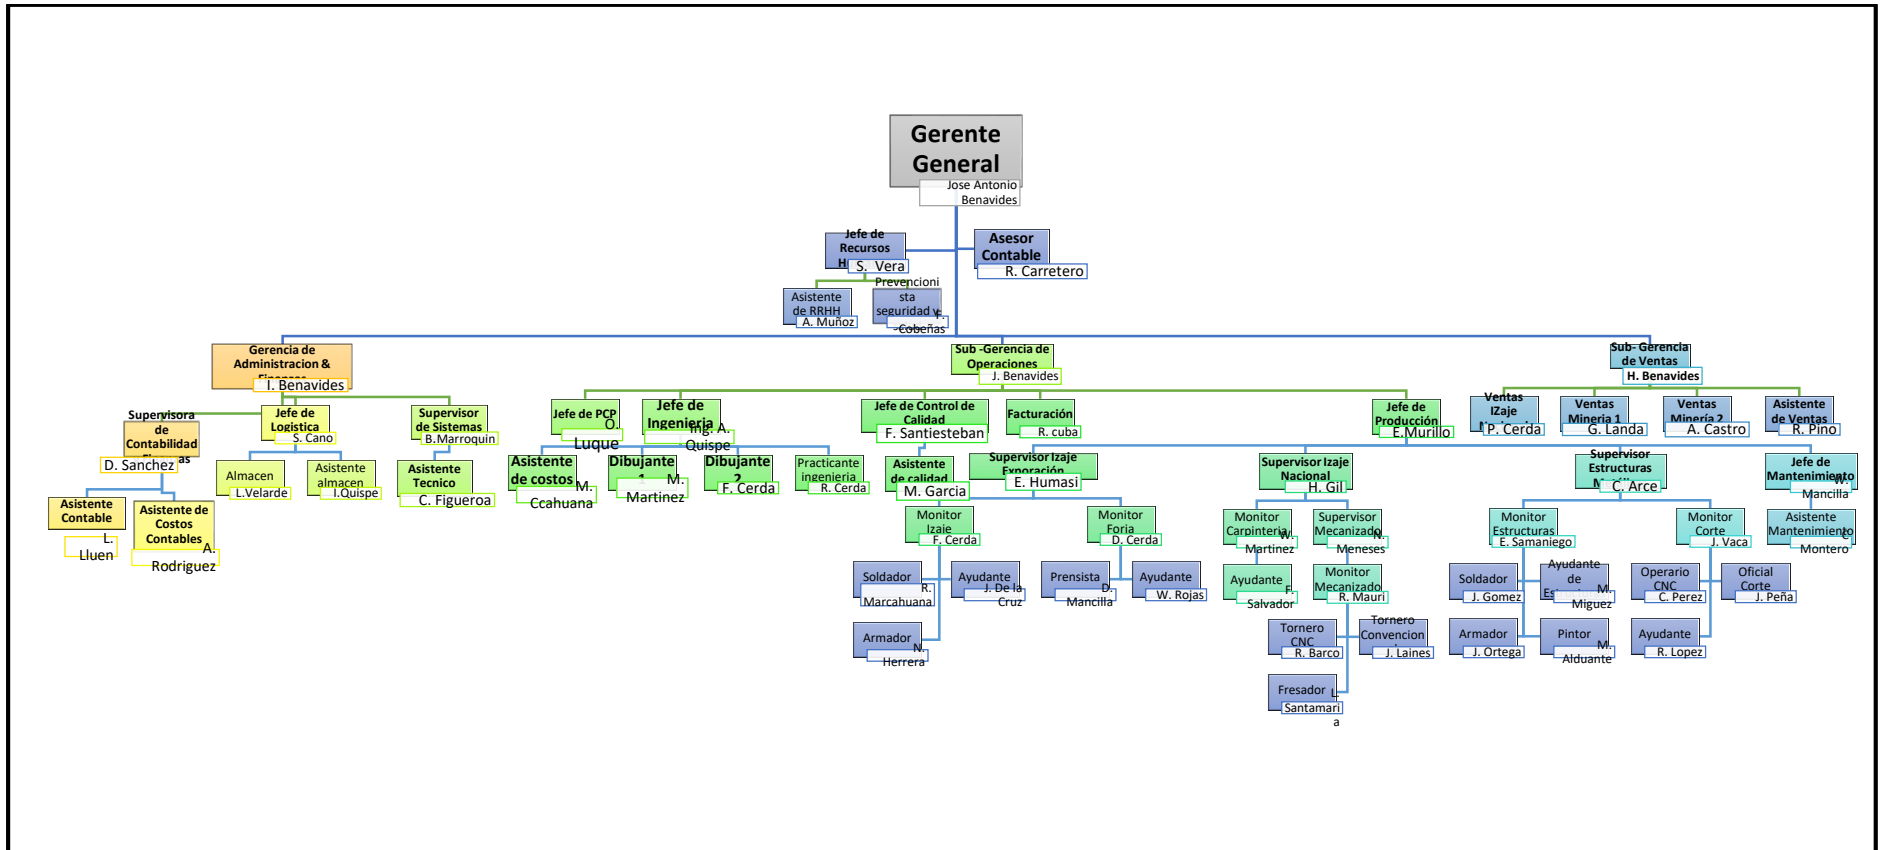 Gerente
General
Jose Antonio
Benavides
Jefe de
Recursos
S. Vera
Asesor
Contable
R. Carretero
Asistente
de RRHH
A. Muñoz
Prevencioni
sta
seguridad y
Cobeñas
Gerencia de
Administracion &
I. Benavides
Sub -Gerencia de
Operaciones
J. Benavides
Sub- Gerencia
de Ventas
H. Benavides
Supervisora
de
Contabilidad
D. Sanchez
Jefe de
Logistica
S. Cano
Supervisor
de Sistemas
B.Marroquin
Jefe de PCP
O.
Luque
Jefe de
Ingenieria
Ing. A.
Quispe
Jefe de Control de
Calidad
F. Santiesteban
Facturación
R. cuba
Jefe de
Producción
E.Murillo
Ventas
IZaje
P. Cerda
Ventas
Mineria 1
G. Landa
Ventas
Minería 2
A. Castro
Asistente
de Ventas
R. Pino
Asistente
Contable
L.
Lluen
Asistente de
Costos
Contables
A.
Rodriguez
Almacen
L.Velarde
Asistente
almacen
I.Quispe
Asistente
Tecnico
C. Figueroa
Asistente
de costos
M.
Ccahuana
Dibujante
1
M.
Martinez
Dibujante
2
F. Cerda
Practicante
ingenieria
R. Cerda
Asistente
de calidad
M. Garcia
Supervisor Izaje
Exporación
E. Humasi
Supervisor Izaje
Nacional
H. Gil
Supervisor
Estructuras
C. Arce
Jefe de
Mantenimiento
W.
Mancilla
Monitor
Izaje
F. Cerda
Monitor
Forja
D. Cerda
Monitor
Carpinteria
W.
Martinez
Supervisor
Mecanizado
N.
Meneses
Monitor
Estructuras
E. Samaniego
Monitor
Corte
J. Vaca
Asistente
Mantenimiento
C
Montero
Soldador
R.
Marcahuana
Ayudante
J. De la
Cruz
Prensista
D.
Mancilla
Ayudante
W. Rojas
Ayudante
F.
Salvador
Monitor
Mecanizado
R. Mauri
Soldador
J. Gomez
Ayudante
de
M.
Miguez
Operario
CNC
C. Perez
Oficial
Corte
J. Peña
Armador
N.
Herrera
Tornero
CNC
R. Barco
Tornero
Convencion
J. Laines
Armador
J. Ortega
Pintor
M.
Alduante
Ayudante
R. Lopez
Fresador
L.
Santamari
a